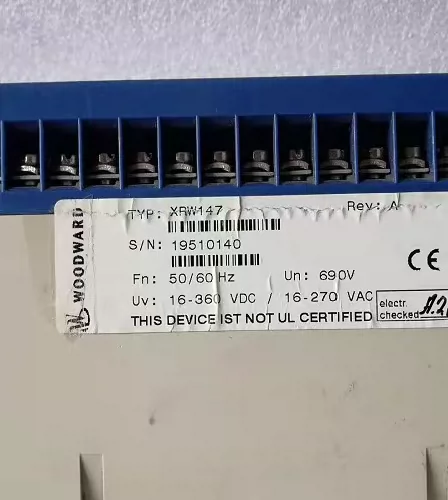 WOODWARD
TYP: XRW147 Rev: A
S/N: 19510140
Fn: 50/60 Hz Un: 690V
Uv: 16-360 VDC / 16-270 VAC
THIS DEVICE IST NOT UL CERTIFIED
CE
electr.
checked